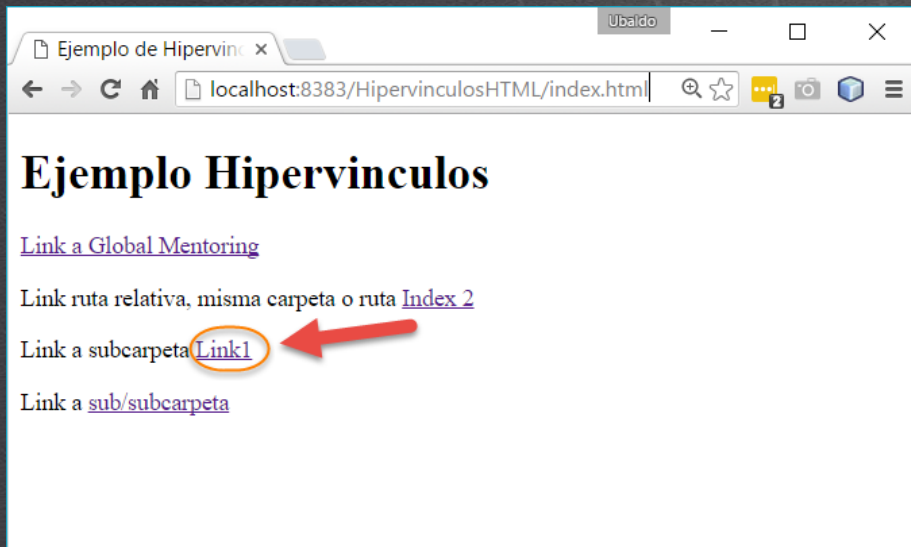 Ubaldo
Ejemplo de Hipervinc
localhost:8383/HipervinculosHTML/index.html
2
Ejemplo Hipervinculos
Link a Global Mentoring
Link ruta relativa, misma carpeta o ruta Index 2
Link a subcarpeta Link1
Link a sub/subcarpeta